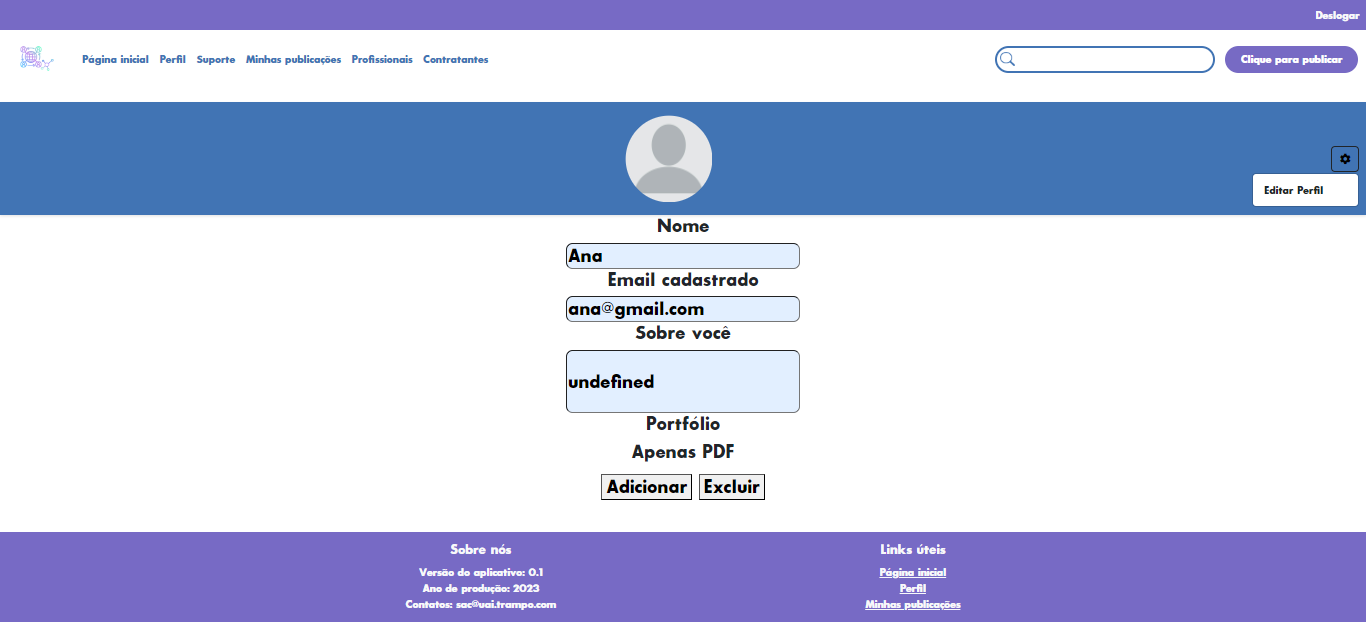 Deslogar
Página inicial Perfil Suporte Minhas publicações Profissionais Contratantes Clique para publicar
Editar Perfil
Nome
Ana
Email cadastrado
ana@gmail.com
Sobre você
undefined
Portfólio
Apenas PDF
Adicionar Excluir
Sobre nós Links úteis
Versão do aplicativo: 0.1 Página inicial
Ano de produção: 2023 Perfil
Contatos: sac@uai.trampo.com Minhas publicações